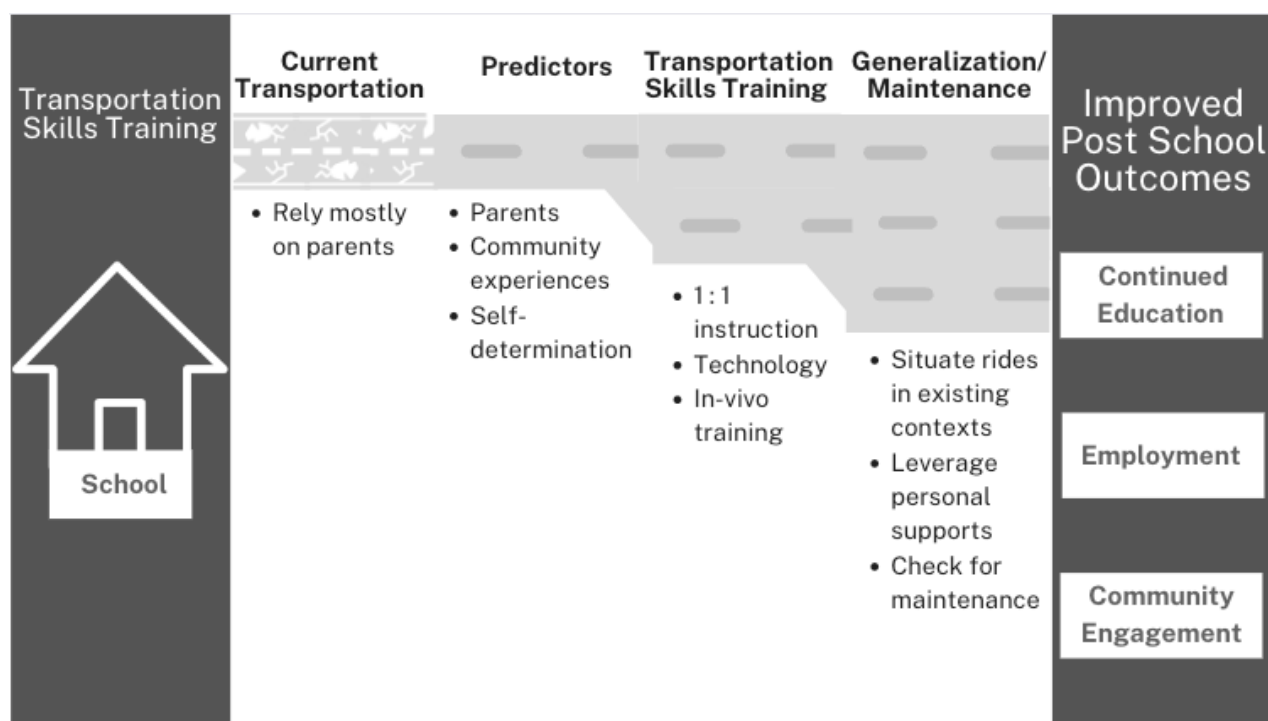 Transportation
Skills Training
School
Current
Transportation
• Rely mostly
on parents
Predictors
• Parents
• Community
experiences
• Self-
determination
Transportation
Skills Training
• 1 : 1
instruction
• Technology
• In-vivo
training
Generalization/
Maintenance
• Situate rides
in existing
contexts
• Leverage
personal
supports
• Check for
maintenance
Improved
Post School
Outcomes
Continued
Education
Employment
Community
Engagement